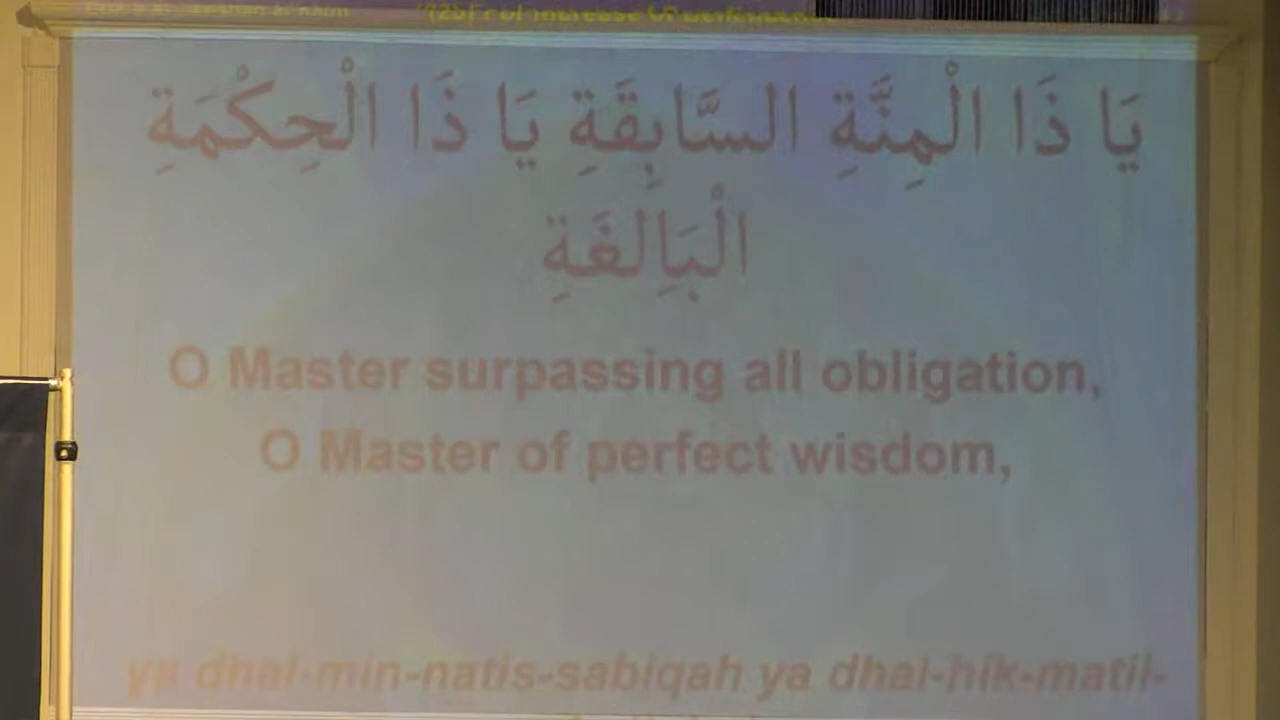 يَا ذَا الْمِنَّةِ السَّابِقَةِ يَا ذَا الْحِكْمَةِ
الْبَالِغَةِ
O Master surpassing all obligation,
O Master of perfect wisdom,
ya dhal-min-natis-sabiqah ya dhal-hik-matil-